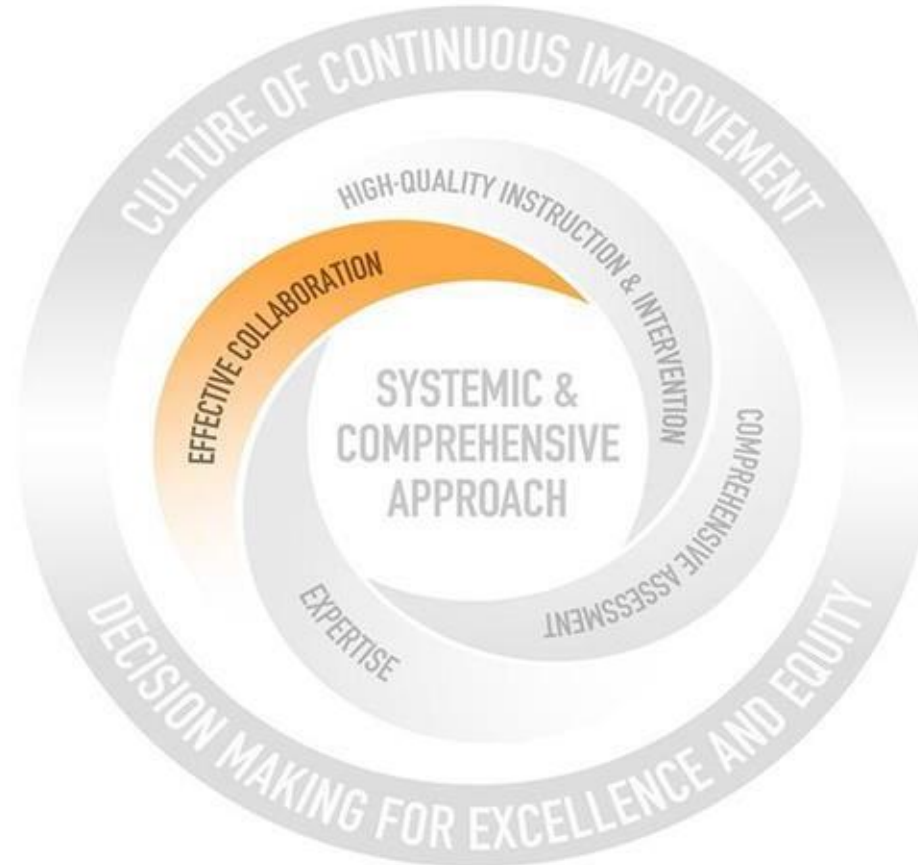 CULTURE OF CONTINUOUS IMPROVEMENT
HIGH-QUALITY INSTRUCTION & INTERVENTION
EFFECTIVE COLLABORATION
SYSTEMIC &
COMPREHENSIVE
APPROACH
COMPREHENSIVE ASSESSMENT
EXPERTISE
DECISION MAKING FOR EXCELLENCE AND EQUITY